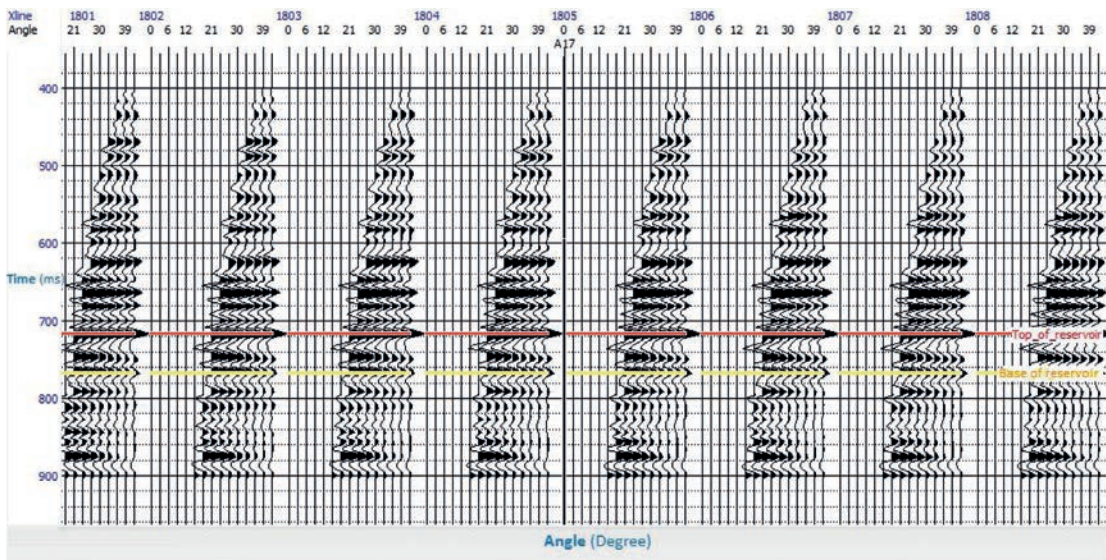 Xline 1801 1802 1803 1804 1805 1806 1807 1808
Angle 21 30 39 0 6 12 21 30 39 0 6 12 21 30 39 0 6 12 21 30 39 0 6 12 21 30 39 0 6 12 21 30 39 0 6 12 21 30 39 0 6 12 21 30 39
A17
400
500
600
Time (ms)
700
Top_of_reservoir
Base of reservoir
800
900
Angle (Degree)